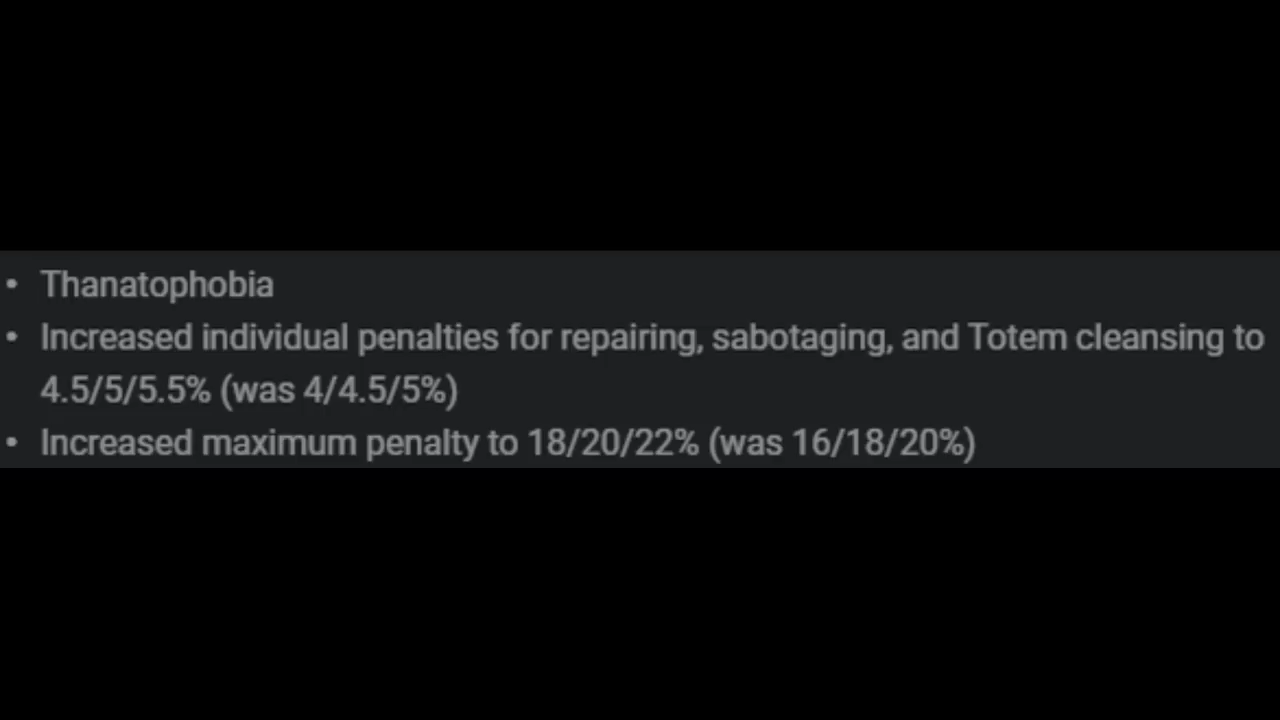 • Thanatophobia
• Increased individual penalties for repairing, sabotaging, and Totem cleansing to
4.5/5/5.5% (was 4/4.5/5%)
• Increased maximum penalty to 18/20/22% (was 16/18/20%)